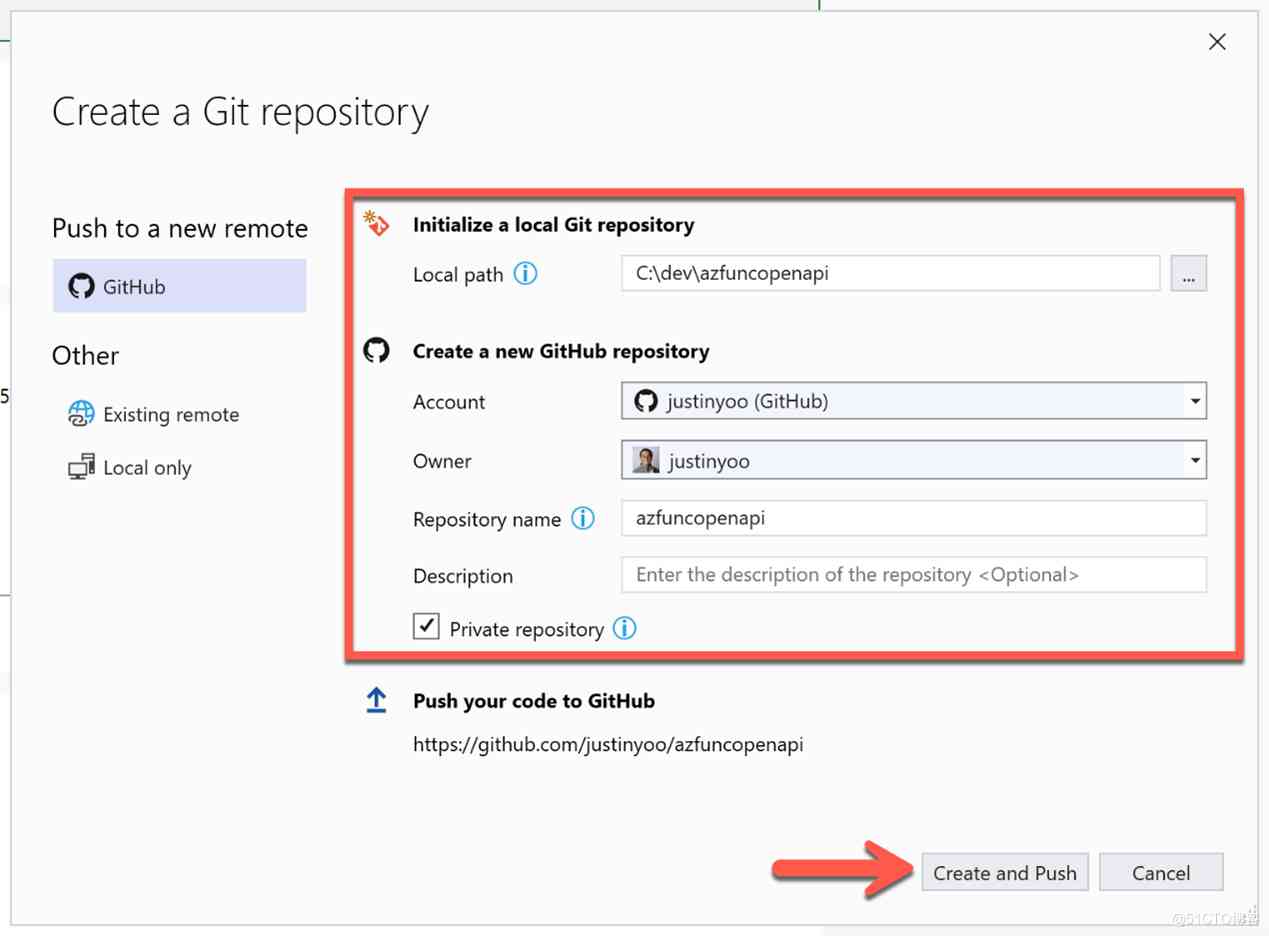 Create a Git repository
Push to a new remote
GitHub
Other
Existing remote
Local only
Initialize a local Git repository
Local path
C:\dev\azfuncopenapi
...
Create a new GitHub repository
Account
justinyoo (GitHub)
Owner
justinyoo
Repository name
azfuncopenapi
Description
Enter the description of the repository <Optional>
Private repository
Push your code to GitHub
https://github.com/justinyoo/azfuncopenapi
Create and Push
Cancel
5
@51CTO博客